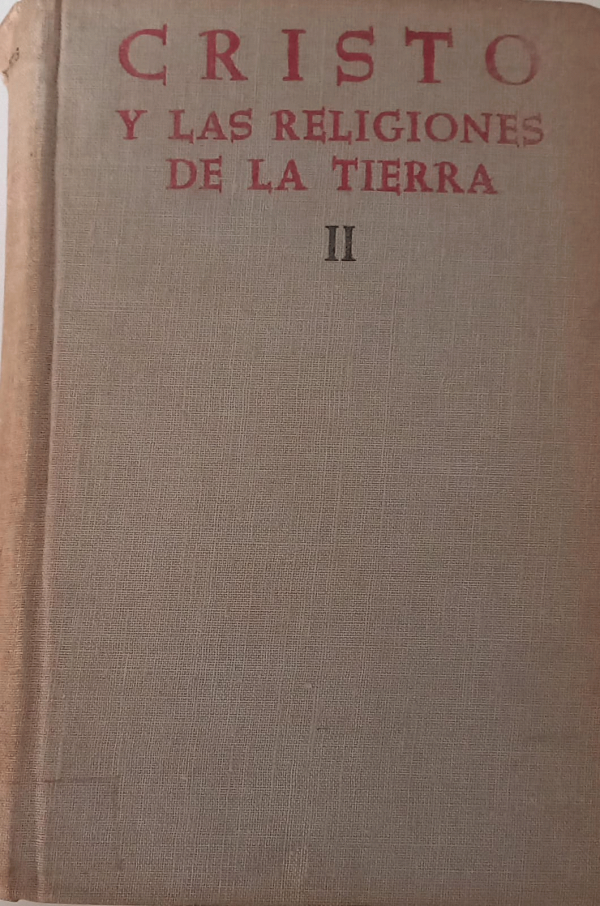 CRISTO
Y LAS RELIGIONES
DE LA TIERRA
II